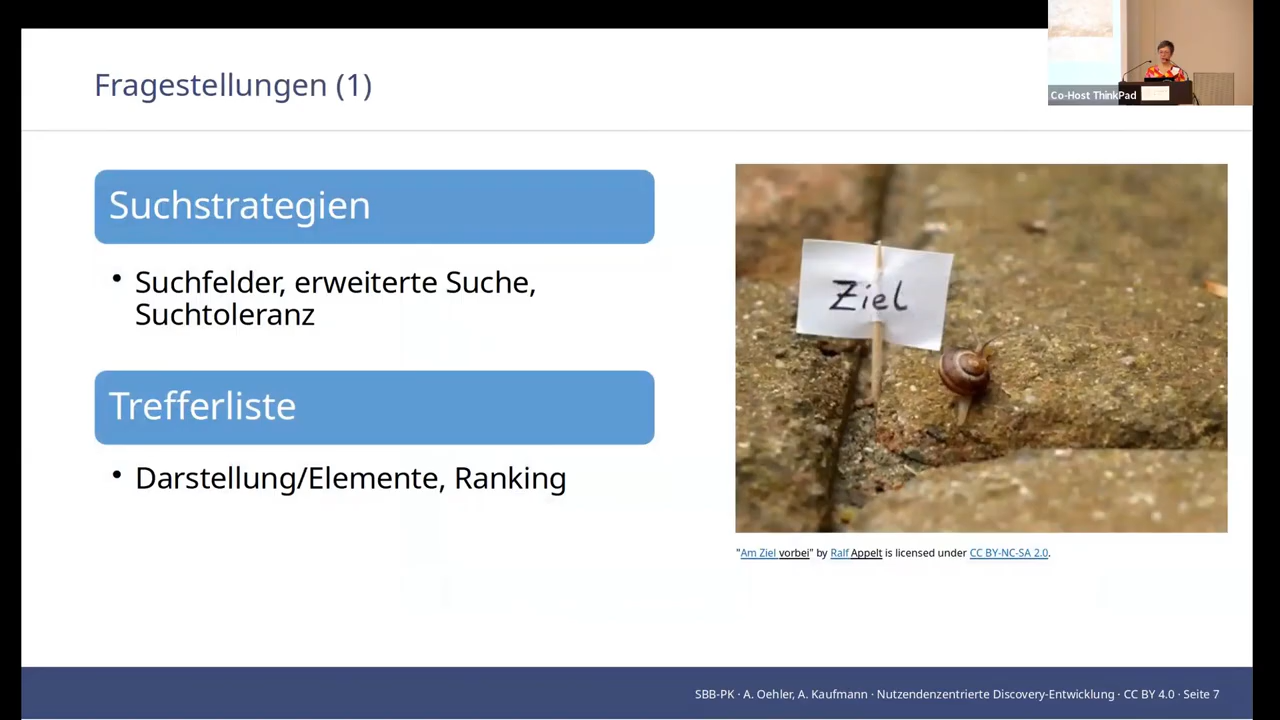 Fragestellungen (1)
Co-Host ThinkPad
Suchstrategien
• Suchfelder, erweiterte Suche,
Suchtoleranz
Trefferliste
• Darstellung/Elemente, Ranking
Ziel
"Am Ziel vorbei" by Ralf Appelt is licensed under CC BY-NC-SA 2.0.
SBB-PK · A. Oehler, A. Kaufmann · Nutzendenzentrierte Discovery-Entwicklung · CC BY 4.0 · Seite 7